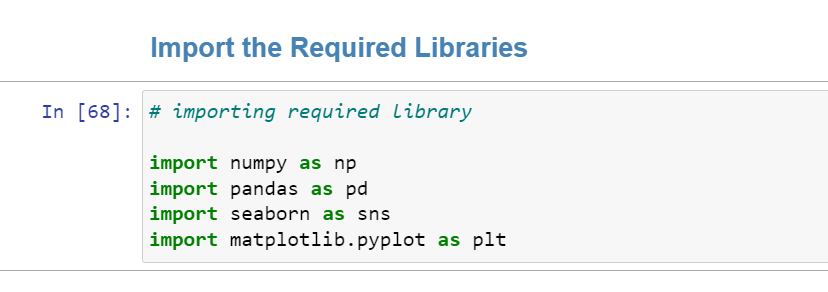 Import the Required Libraries
In [68]: # importing required library
import numpy as np
import pandas as pd
import seaborn as sns
import matplotlib.pyplot as plt